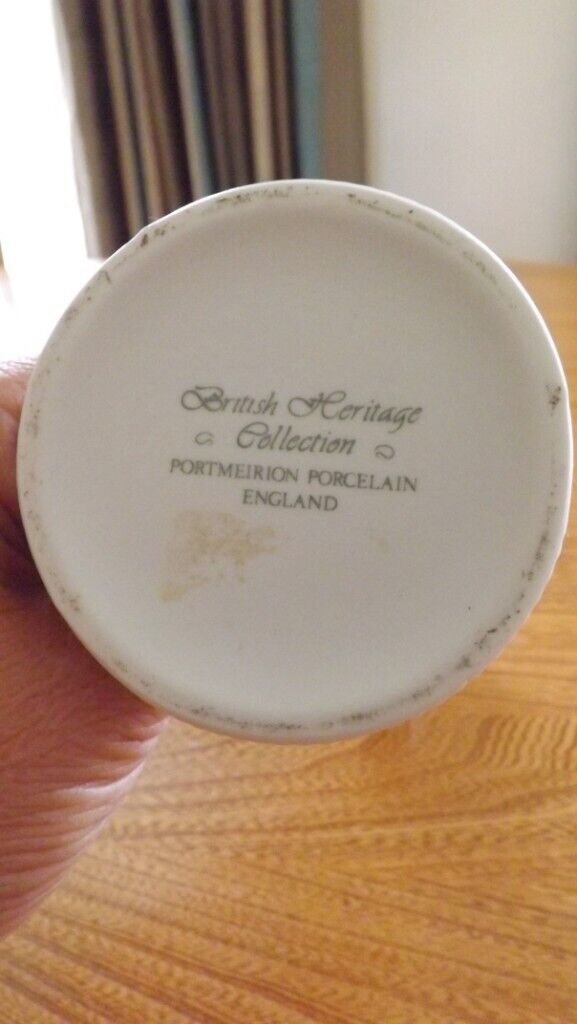 British Heritage
Collection
PORTMEIRION PORCELAIN
ENGLAND